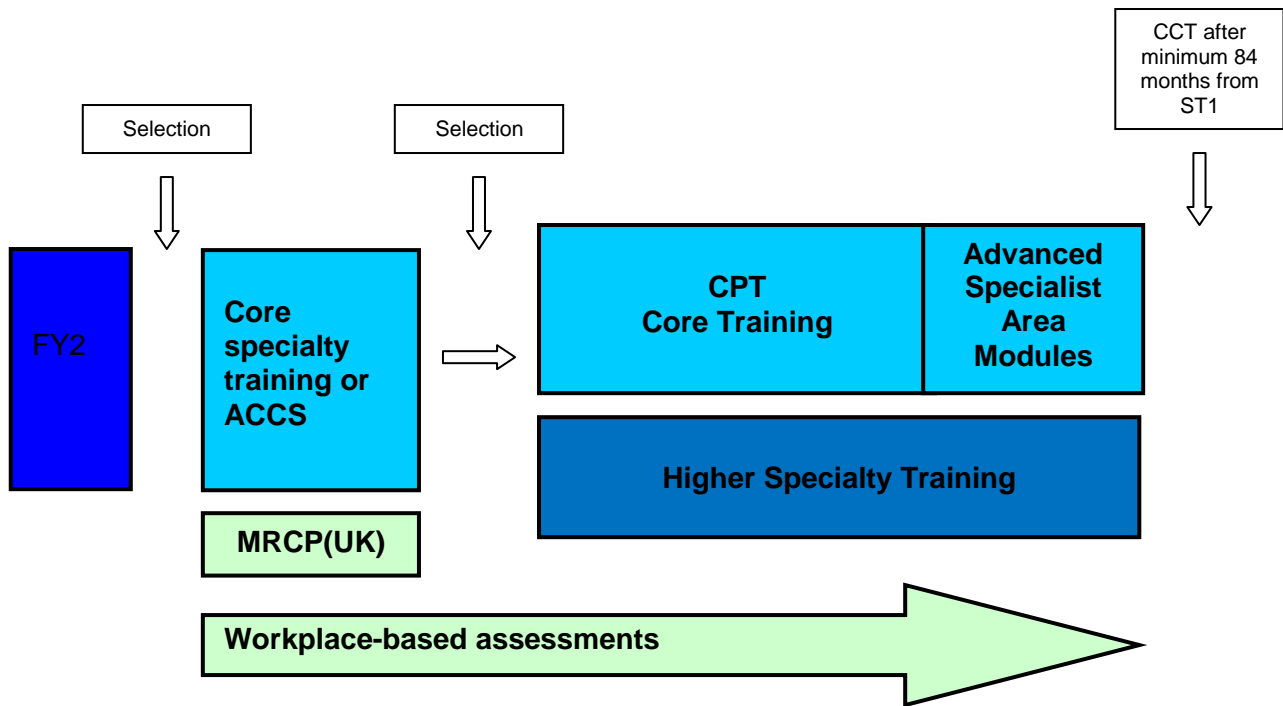 CCT after
minimum 84
months from
ST1
Selection
Selection
FY2
Core
specialty
training or
ACCS
CPT
Core Training
Advanced
Specialist
Area
Modules
Higher Specialty Training
MRCP(UK)
Workplace-based assessments